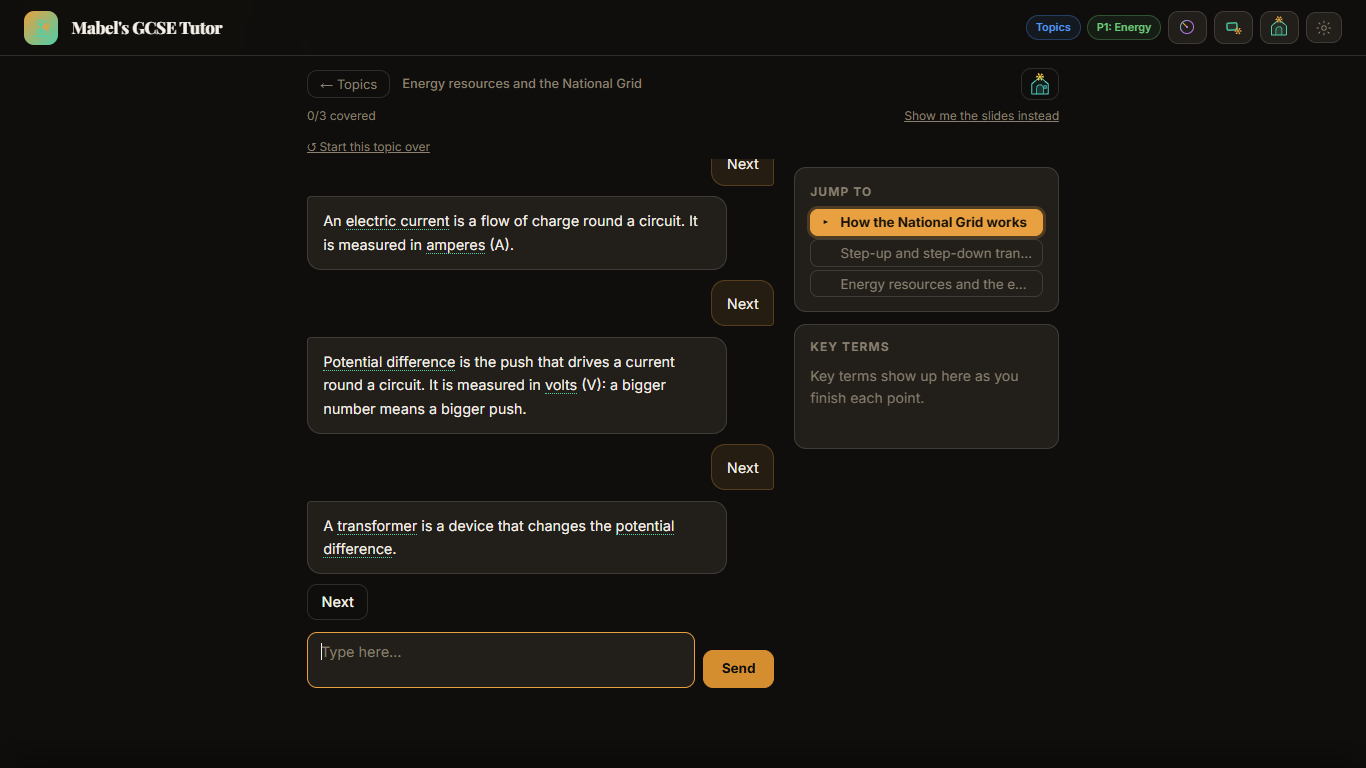 Mabel's GCSE Tutor
Topics
P1: Energy
← Topics
Energy resources and the National Grid
0/3 covered
Show me the slides instead
↺ Start this topic over
Next
An electric current is a flow of charge round a circuit. It
is measured in amperes (A).
Next
Potential difference is the push that drives a current
round a circuit. It is measured in volts (V): a bigger
number means a bigger push.
Next
A transformer is a device that changes the potential
difference.
Next
Type here...
Send
JUMP TO
▸ How the National Grid works
Step-up and step-down tran...
Energy resources and the e...
KEY TERMS
Key terms show up here as you
finish each point.